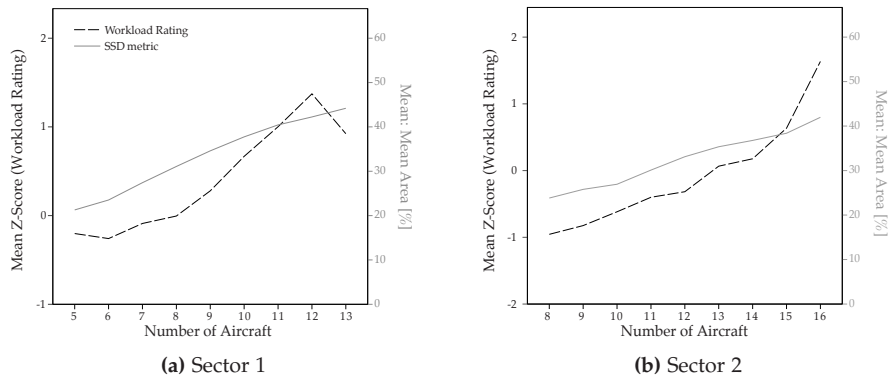 Workload Rating
SSD metric
Mean Z-Score (Workload Rating)
2
1
0
-1
60
50
40
30
20
10
0
Mean: Mean Area [%]
5 6 7 8 9 10 11 12 13
Number of Aircraft
(a) Sector 1
Mean Z-Score (Workload Rating)
2
1
0
-1
-2
60
50
40
30
20
10
0
Mean: Mean Area [%]
8 9 10 11 12 13 14 15 16
Number of Aircraft
(b) Sector 2